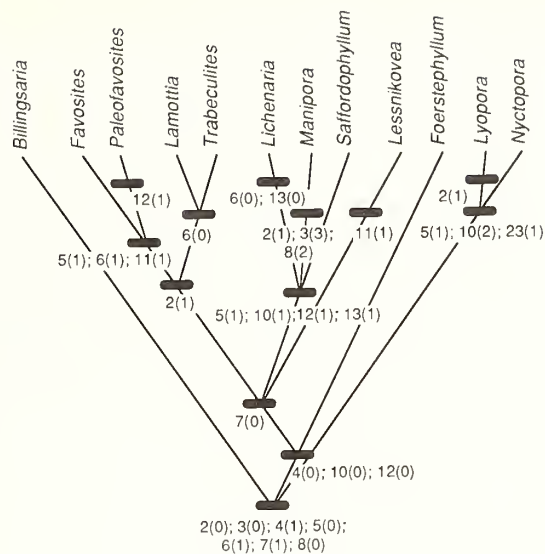 Billingsaria
Favosites
Paleofavosites
Lamottia
Trabeculites
Lichenaria
Manipora
Saffordophyllum
Lessnikovea
Foerstephyllum
Lyopora
Nyctopora
12(1)
6(0); 13(0)
2(1)
6(0)
2(1); 3(3);
8(2)
11(1)
5(1); 10(2); 23(1)
5(1); 6(1); 11(1)
2(1)
5(1); 10(1);12(1); 13(1)
7(0)
4(0); 10(0); 12(0)
2(0); 3(0); 4(1); 5(0);
6(1); 7(1); 8(0)